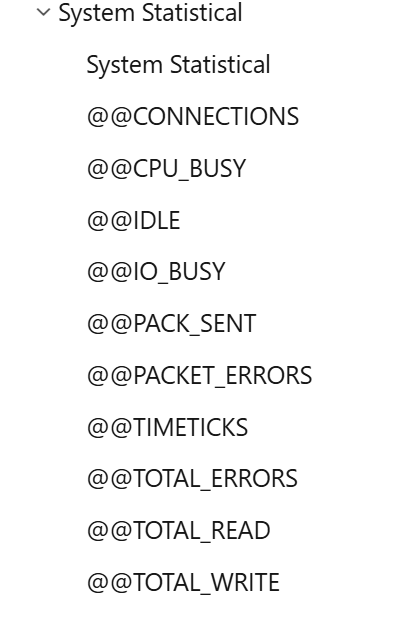 System Statistical
System Statistical
@@CONNECTIONS
@@CPU_BUSY
@@IDLE
@@IO_BUSY
@@PACK_SENT
@@PACKET_ERRORS
@@TIMETICKS
@@TOTAL_ERRORS
@@TOTAL_READ
@@TOTAL_WRITE